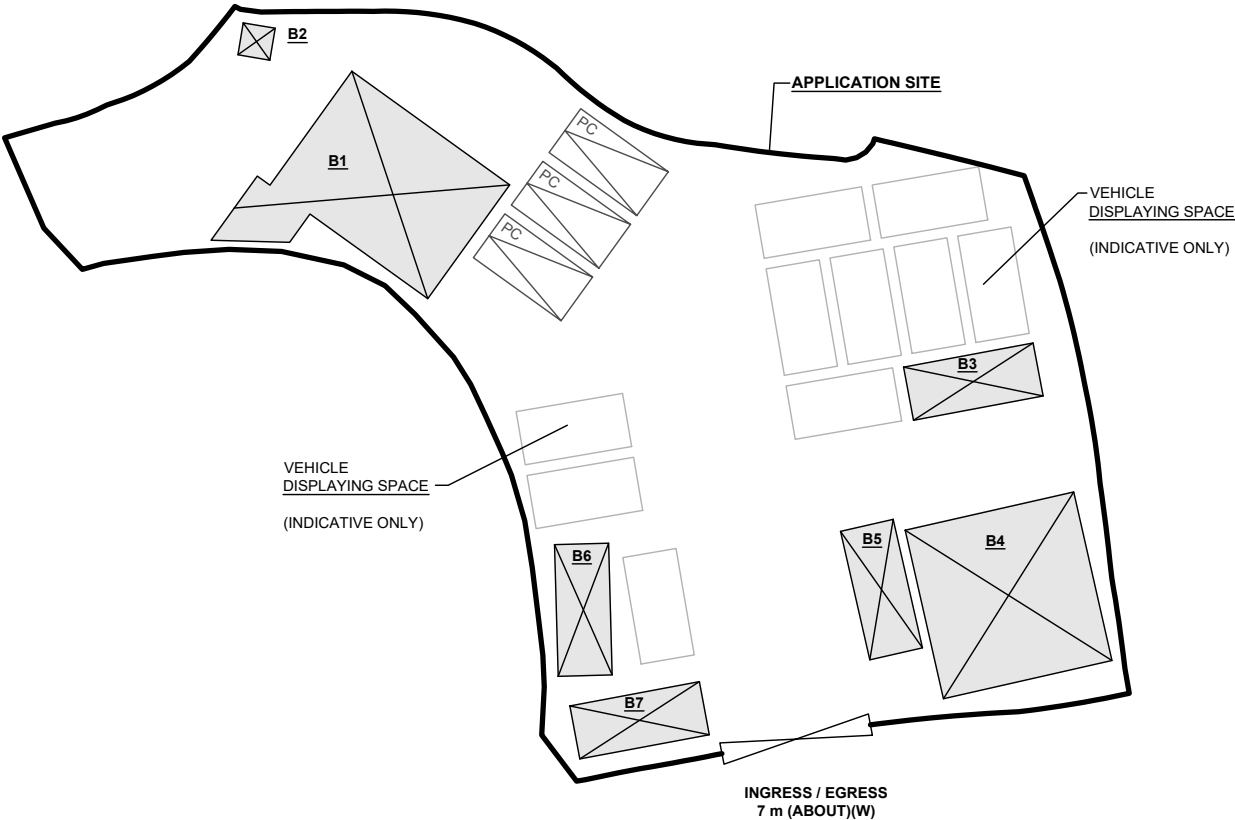 B2
APPLICATION SITE
B1
PC
PC
PC
VEHICLE
DISPLAYING SPACE
(INDICATIVE ONLY)
B3
VEHICLE
DISPLAYING SPACE
(INDICATIVE ONLY)
B6
B5
B4
B7
INGRESS / EGRESS
7 m (ABOUT)(W)